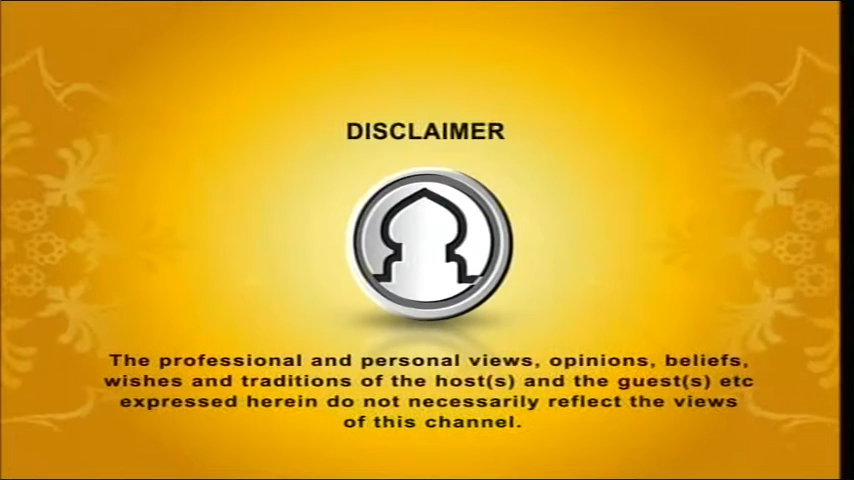 DISCLAIMER
The professional and personal views, opinions, beliefs,
wishes and traditions of the host(s) and the guest(s) etc
expressed herein do not necessarily reflect the views
of this channel.